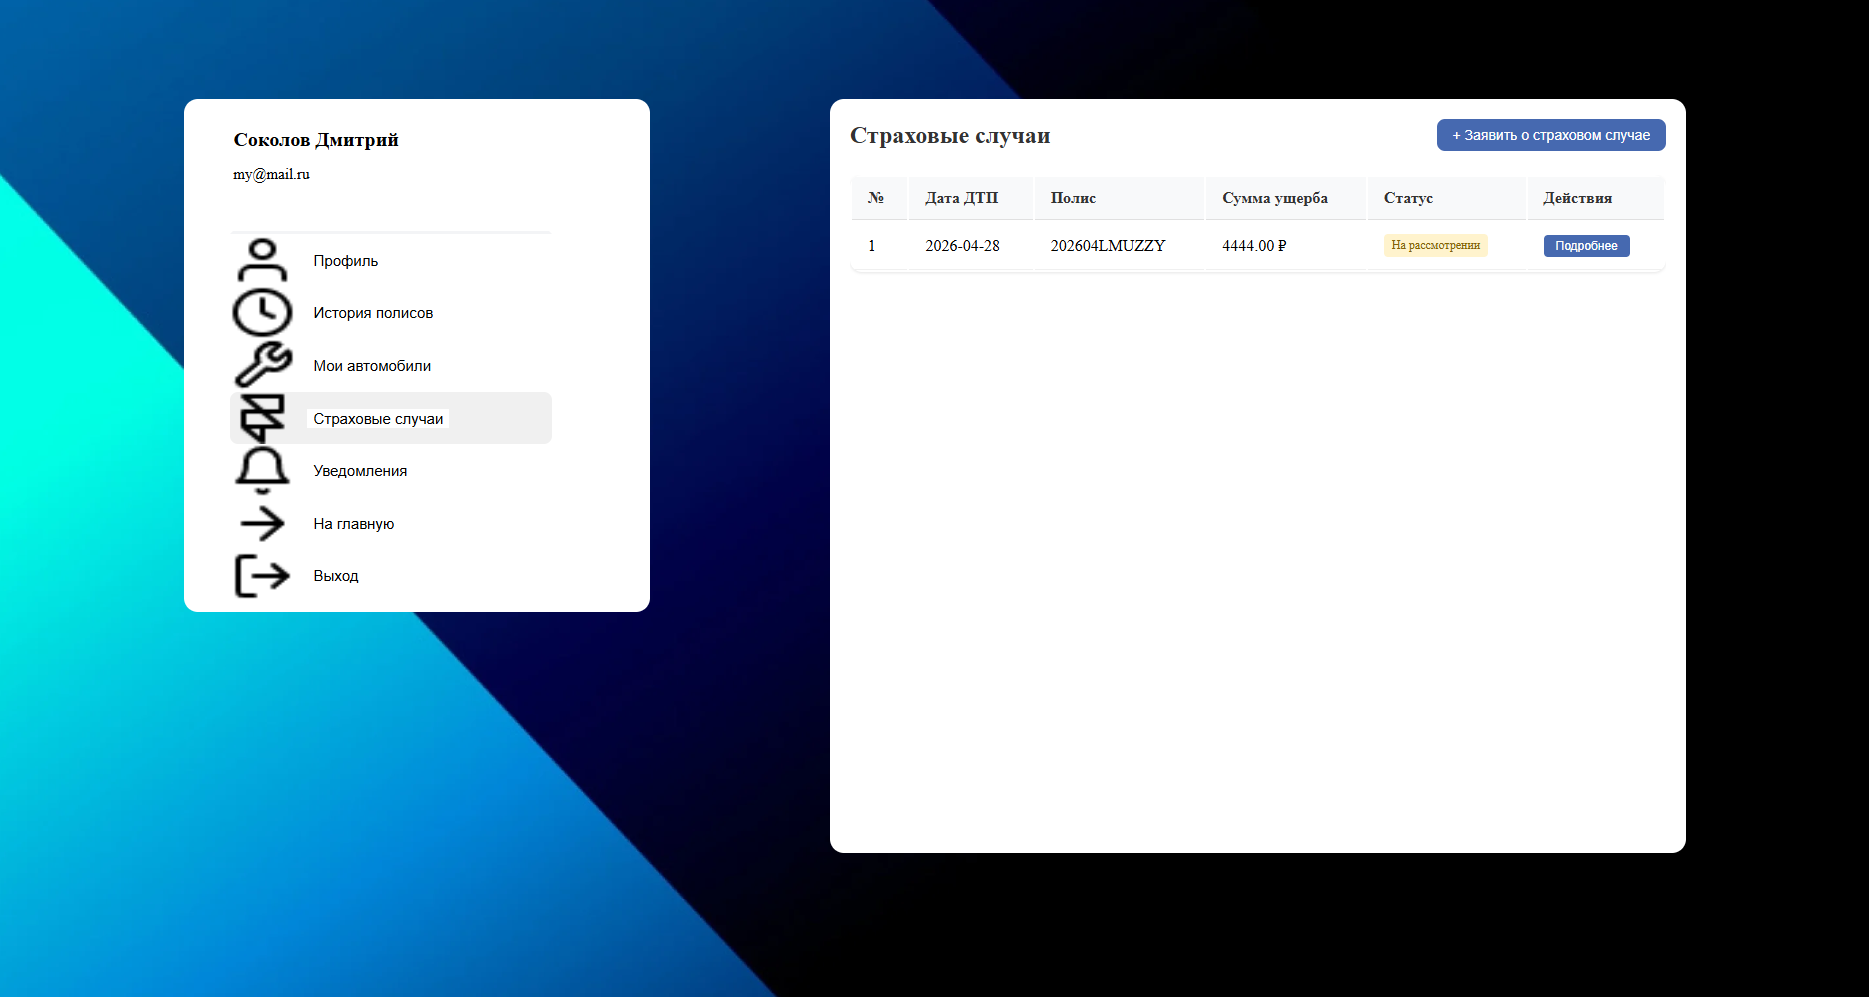 Соколов Дмитрий
my@mail.ru
Профиль
История полисов
Мои автомобили
Страховые случаи
Уведомления
На главную
Выход
Страховые случаи
+ Заявить о страховом случае
№ Дата ДТП Полис Сумма ущерба Статус Действия
1 2026-04-28 202604LMUZZY 4444.00 ₽ На рассмотрении Подробнее